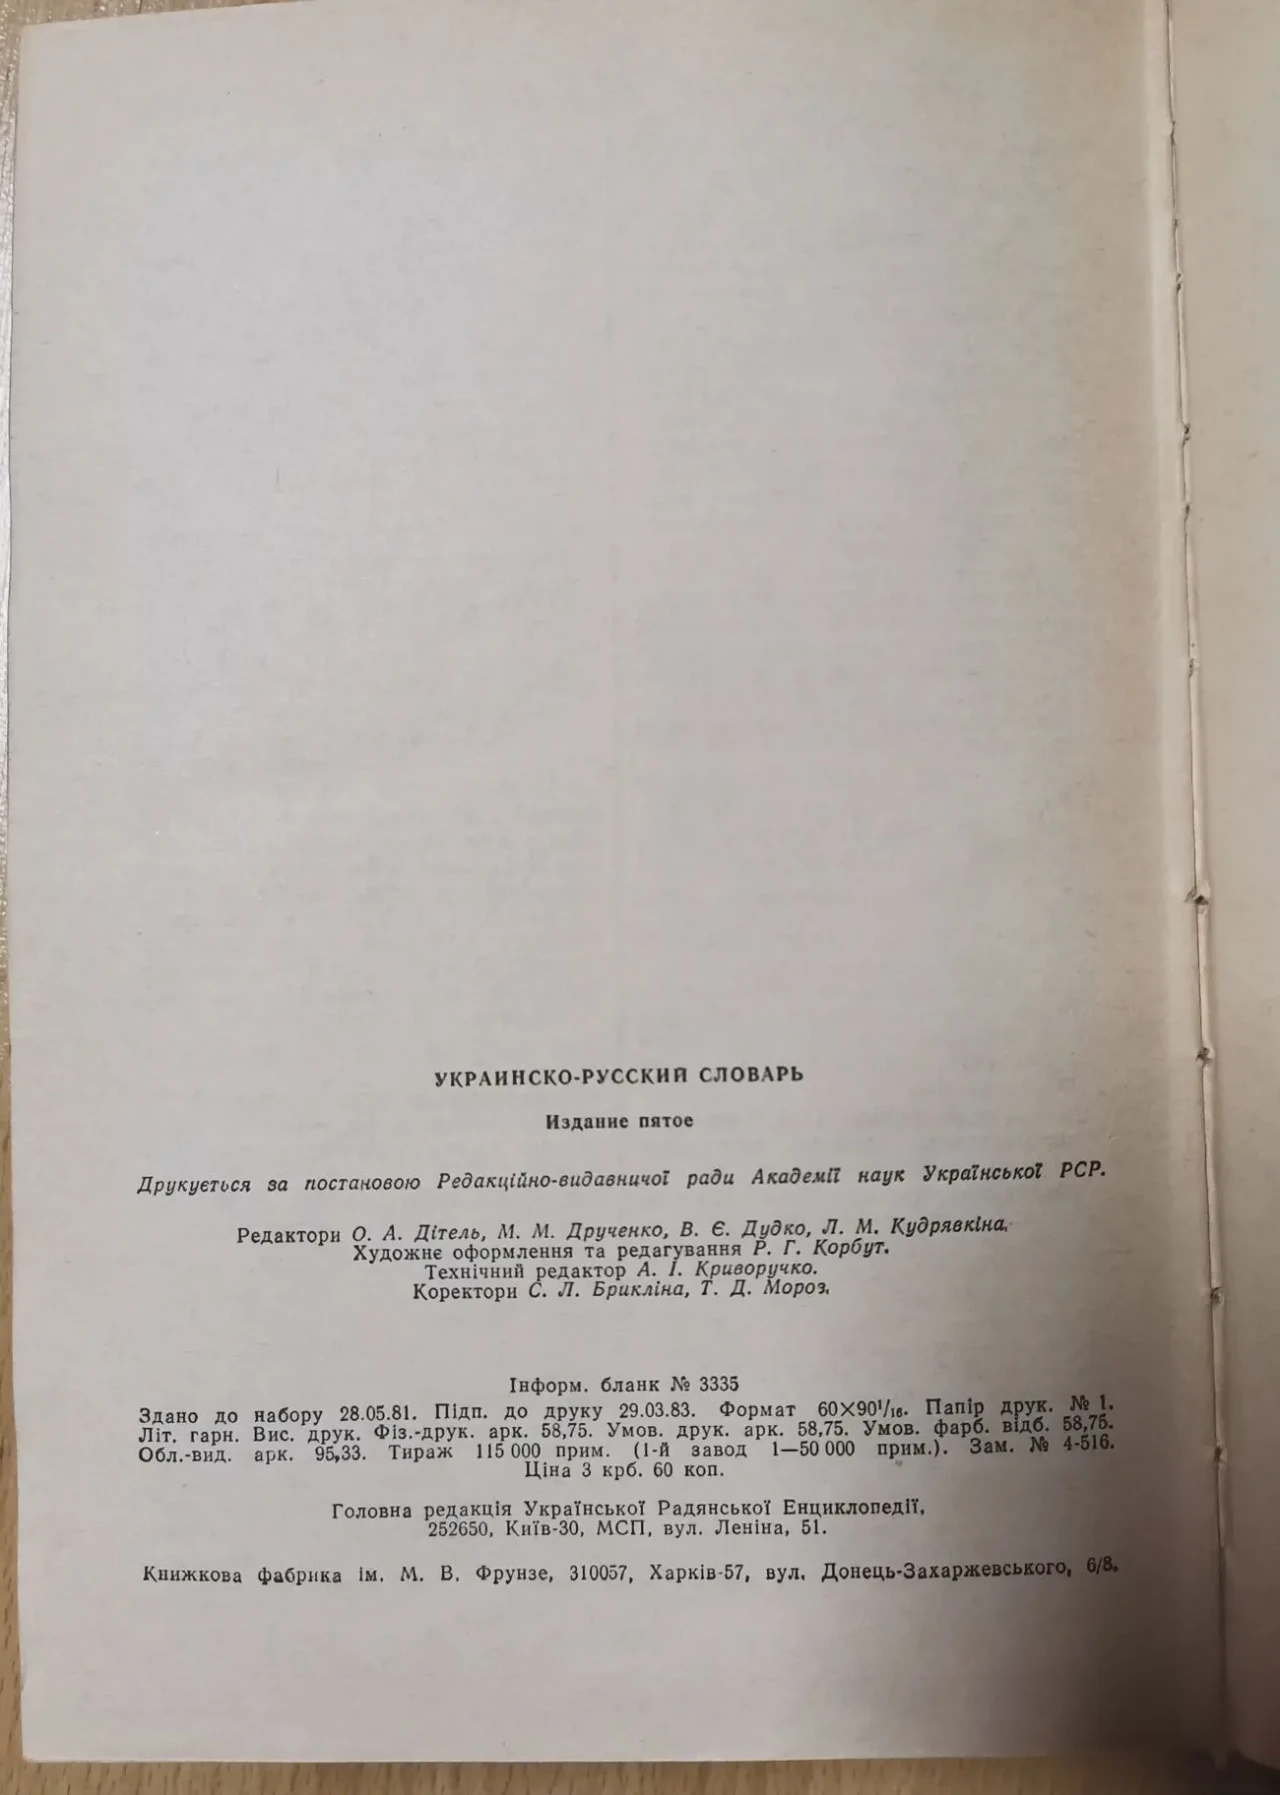 УКРАИНСКО-РУССКИЙ СЛОВАРЬ
Издание пятое
Друкується за постановою Редакційно-видавничої ради Академії наук Української РСР.
Редактори О. А. Дітель, М. М. Друченко, В. Є. Дудко, Л. М. Кудрявкіна.
Художнє оформлення та редагування Р. Г. Корбут.
Технічний редактор А. І. Криворучко.
Коректори С. Л. Брикліна, Т. Д. Мороз.
Інформ. бланк № 3335
Здано до набору 28.05.81. Підп. до друку 29.03.83. Формат 60×90¹/₁₆. Папір друк. № 1.
Літ. гарн. Вис. друк. Фіз.-друк. арк. 58,75. Умов. друк. арк. 58,75. Умов. фарб. відб. 58,75.
Обл.-вид. арк. 95,33. Тираж 115 000 прим. (1-й завод 1—50 000 прим.). Зам. № 4-516.
Ціна 3 крб. 60 коп.
Головна редакція Української Радянської Енциклопедії,
252650, Київ-30, МСП, вул. Леніна, 51.
Книжкова фабрика ім. М. В. Фрунзе, 310057, Харків-57, вул. Донець-Захаржевського, 6/8.